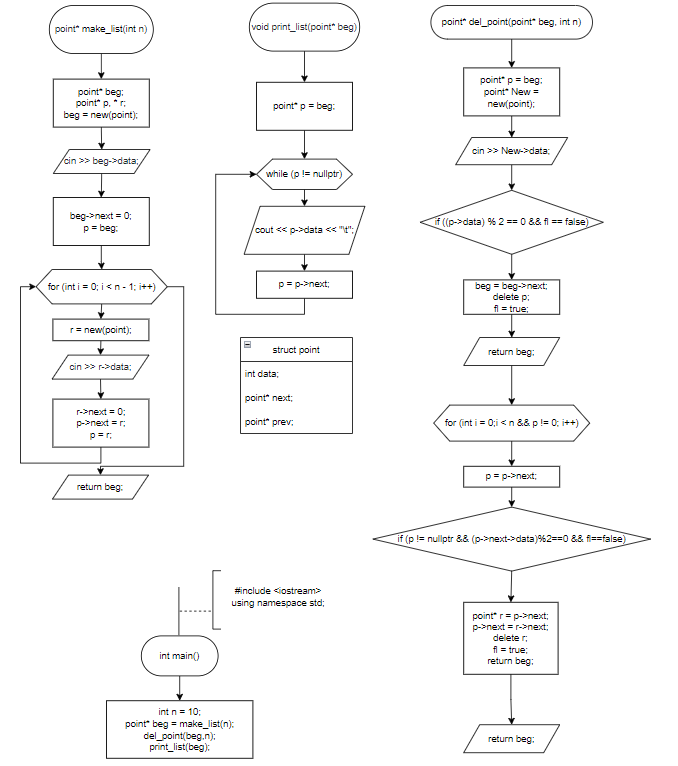 point* make_list(int n)
point* beg;
point* p, * r;
beg = new(point);
cin >> beg->data;
beg->next = 0;
p = beg;
for (int i = 0; i < n - 1; i++)
r = new(point);
cin >> r->data;
r->next = 0;
p->next = r;
p = r;
return beg;
void print_list(point* beg)
point* p = beg;
while (p != nullptr)
cout << p->data << "\t";
p = p->next;
struct point
int data;
point* next;
point* prev;
point* del_point(point* beg, int n)
point* p = beg;
point* New =
new(point);
cin >> New->data;
if ((p->data) % 2 == 0 && fl == false)
beg = beg->next;
delete p;
fl = true;
return beg;
for (int i = 0;i < n && p != 0; i++)
p = p->next;
if (p != nullptr && (p->next->data)%2==0 && fl==false)
point* r = p->next;
p->next = r->next;
delete r;
fl = true;
return beg;
return beg;
#include <iostream>
using namespace std;
int main()
int n = 10;
point* beg = make_list(n);
del_point(beg,n);
print_list(beg);